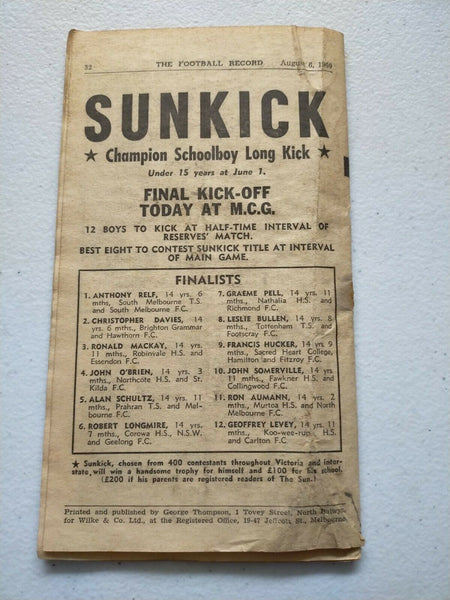 32 THE FOOTBALL RECORD August 6, 1960
SUNKICK
★ Champion Schoolboy Long Kick ★
Under 15 years at June 1.
FINAL KICK-OFF
TODAY AT M.C.G.
12 BOYS TO KICK AT HALF-TIME INTERVAL OF
RESERVES' MATCH.
BEST EIGHT TO CONTEST SUNKICK TITLE AT INTERVAL
OF MAIN GAME.
FINALISTS
1. ANTHONY RELF, 14 yrs. 6
mths, South Melbourne T.S.
and South Melbourne F.C.
2. CHRISTOPHER DAVIES, 14
yrs. 6 mths., Brighton Grammar
and Hawthorn F.C.
3. RONALD MACKAY, 14 yrs.
11 mths., Robinvale H.S. and
Essendon F.C.
4. JOHN O'BRIEN, 14 yrs. 3
mths., Northcote H.S. and St.
Kilda F.C.
5. ALAN SCHULTZ, 14 yrs. 11
mths., Prahran T.S. and Mel-
bourne F.C.
6. ROBERT LONGMIRE, 14 yrs.
7 mths., Corowa H.S., N.S.W.
and Geelong F.C.
7. GRAEME PELL, 14 yrs. 11
mths., Nathalia H.S. and
Richmond F.C.
8. LESLIE BULLEN, 14 yrs. 8
mths., Tottenham T.S. and
Footscray F.C.
9. FRANCIS HUCKER, 14 yrs. 9
mths., Sacred Heart College,
Hamilton and Fitzroy F.C.
10. JOHN SOMERVILLE, 14 yrs.
11 mths., Fawkner H.S. and
Collingwood F.C.
11. RON AUMANN, 14 yrs. 2
mths., Murtoa H.S. and North
Melbourne F.C.
12. GEOFFREY LEVEY, 14 yrs. 11
mths., Koo-wee-rup H.S.
and Carlton F.C.
★ Sunkick, chosen from 400 contestants throughout Victoria and inter-
state, will win a handsome trophy for himself and £100 for his school.
(£200 if his parents are registered readers of The Sun.)
Printed and published by George Thompson, 1 Tovey Street, North Balwyn,
for Wilke & Co. Ltd., at the Registered Office, 19-47 Jeffcott St., Melbourne.